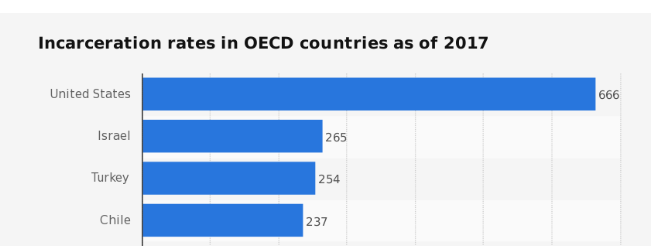 Incarceration rates in OECD countries as of 2017
United States 666
Israel 265
Turkey 254
Chile 237